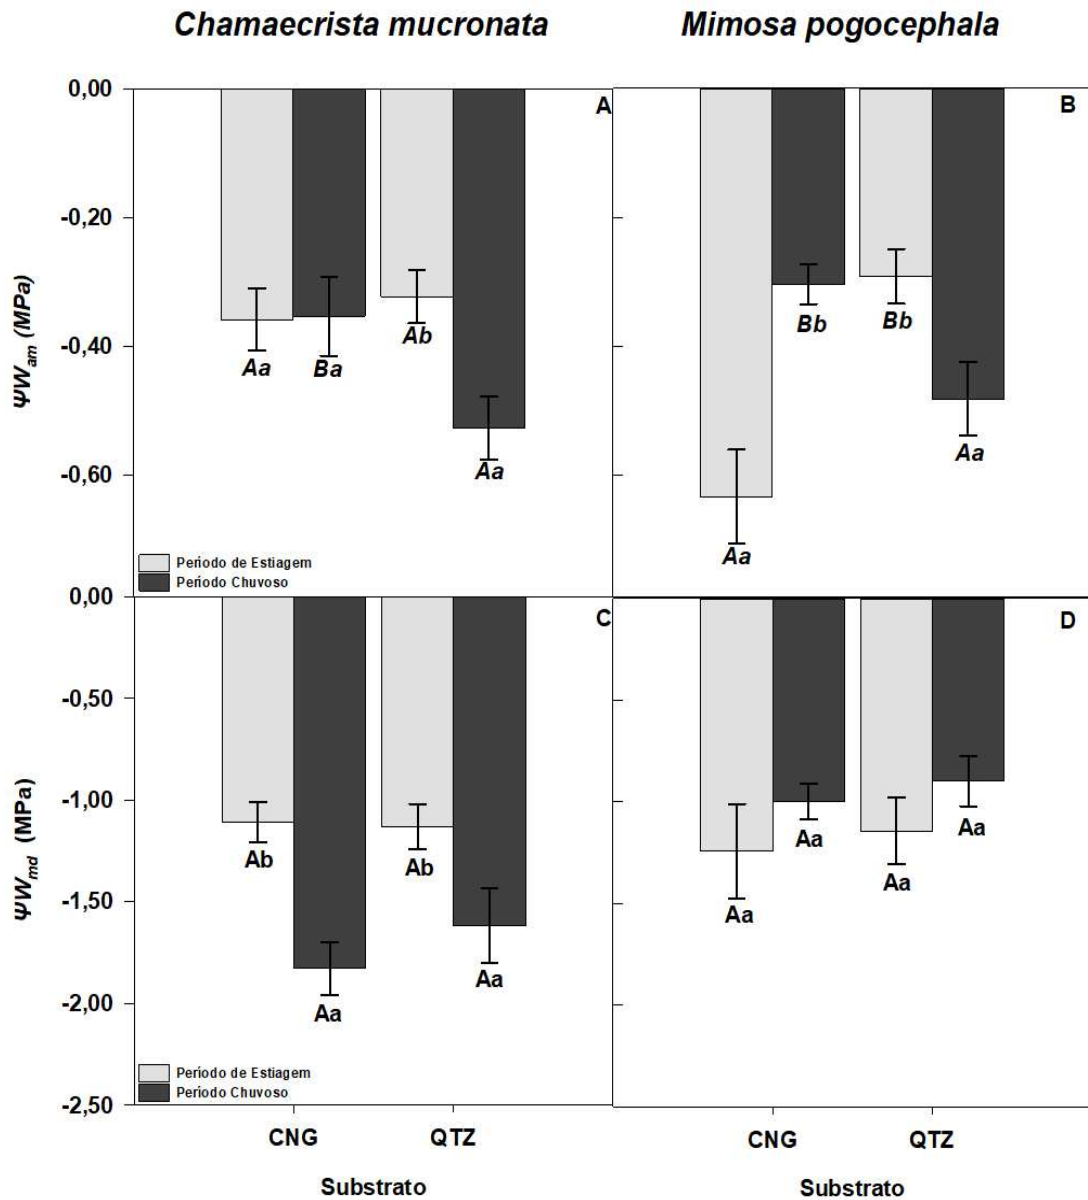 Chamaecrista mucronata
Mimosa pogocephala
0,00
-0,20
-0,40
-0,60
ΨW_am (MPa)
A
Aa
Ba
Ab
Aa
B
Aa
Bb
Bb
Aa
Período de Estiagem
Período Chuvoso
0,00
-0,50
-1,00
-1,50
-2,00
-2,50
ΨW_md (MPa)
C
Ab
Aa
Ab
Aa
D
Aa
Aa
Aa
Aa
Período de Estiagem
Período Chuvoso
CNG
QTZ
CNG
QTZ
Substrato
Substrato